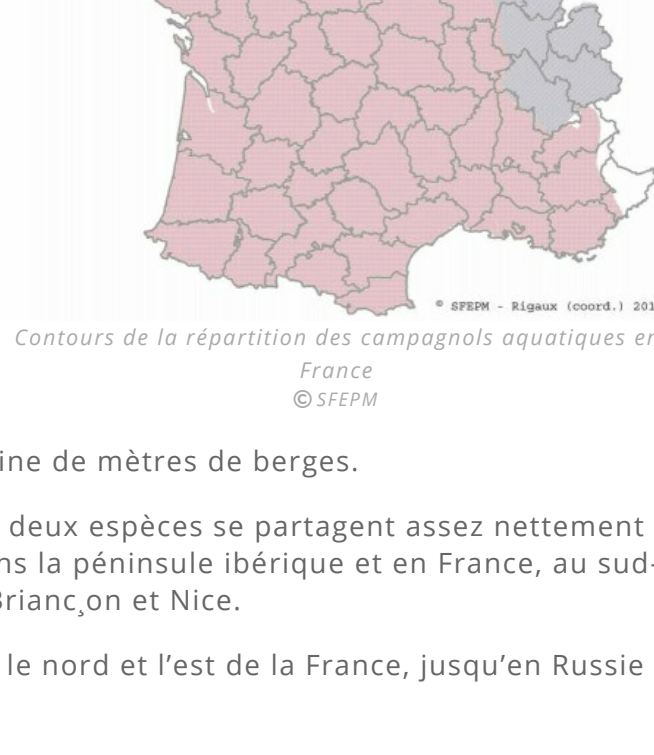 © SFEPM - Rigaux (coord.) 201
Contours de la répartition des campagnols aquatiques en
France
© SFEPM
ine de mètres de berges.
deux espèces se partagent assez nettement
ns la péninsule ibérique et en France, au sud-
Briançon et Nice.
le nord et l’est de la France, jusqu’en Russie